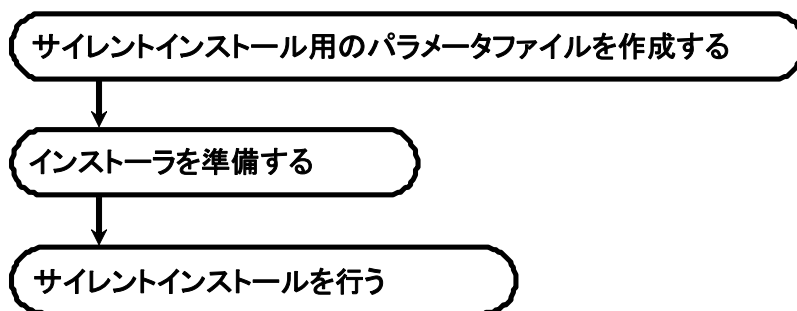 サイレントインストール用のパラメータファイルを作成する
インストーラを準備する
サイレントインストールを行う